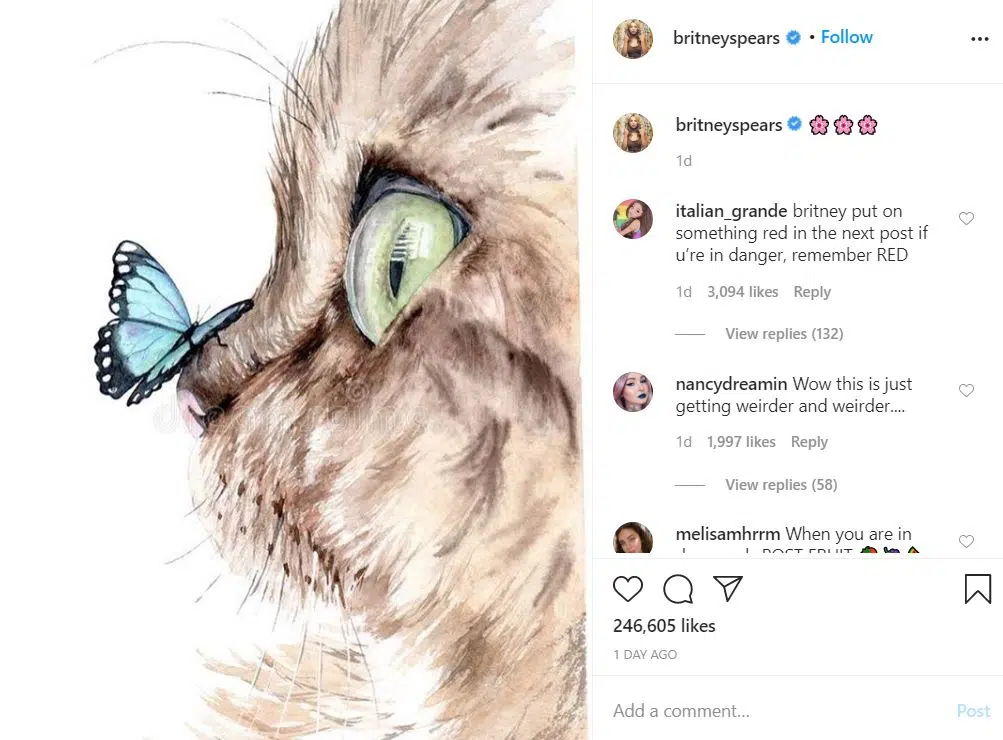 britneyspears • Follow
britneyspears 🌸🌸🌸
1d
italian_grande britney put on
something red in the next post if
u're in danger, remember RED
1d 3,094 likes Reply
View replies (132)
nancydreamin Wow this is just
getting weirder and weirder....
1d 1,997 likes Reply
View replies (58)
melisamhrrm When you are in
POST FRUIT
246,605 likes
1 DAY AGO
Add a comment... Post